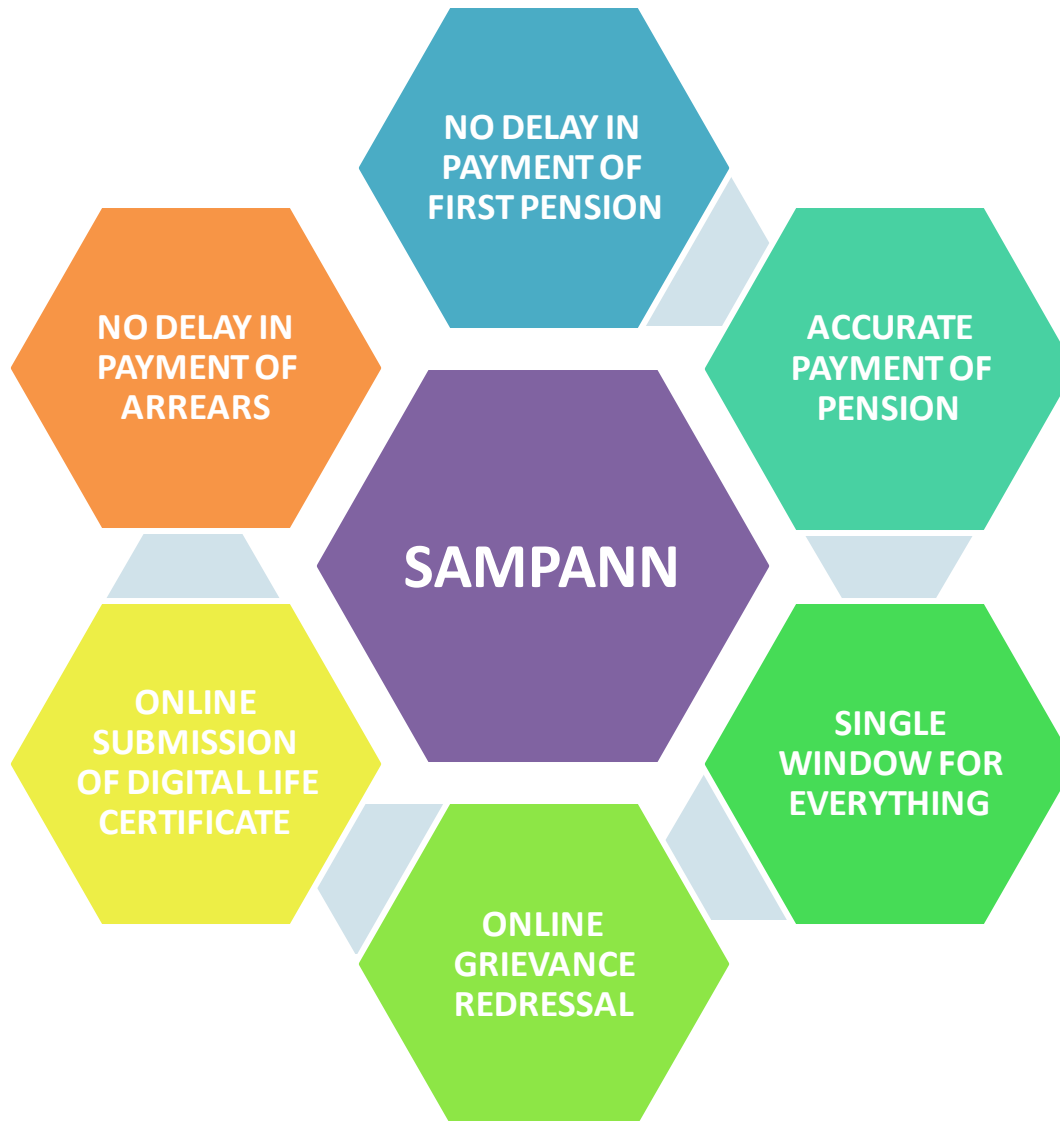 NO DELAY IN
PAYMENT OF
FIRST PENSION
ACCURATE
PAYMENT OF
PENSION
SINGLE
WINDOW FOR
EVERYTHING
ONLINE
GRIEVANCE
REDRESSAL
ONLINE
SUBMISSION
OF DIGITAL LIFE
CERTIFICATE
NO DELAY IN
PAYMENT OF
ARREARS
SAMPANN